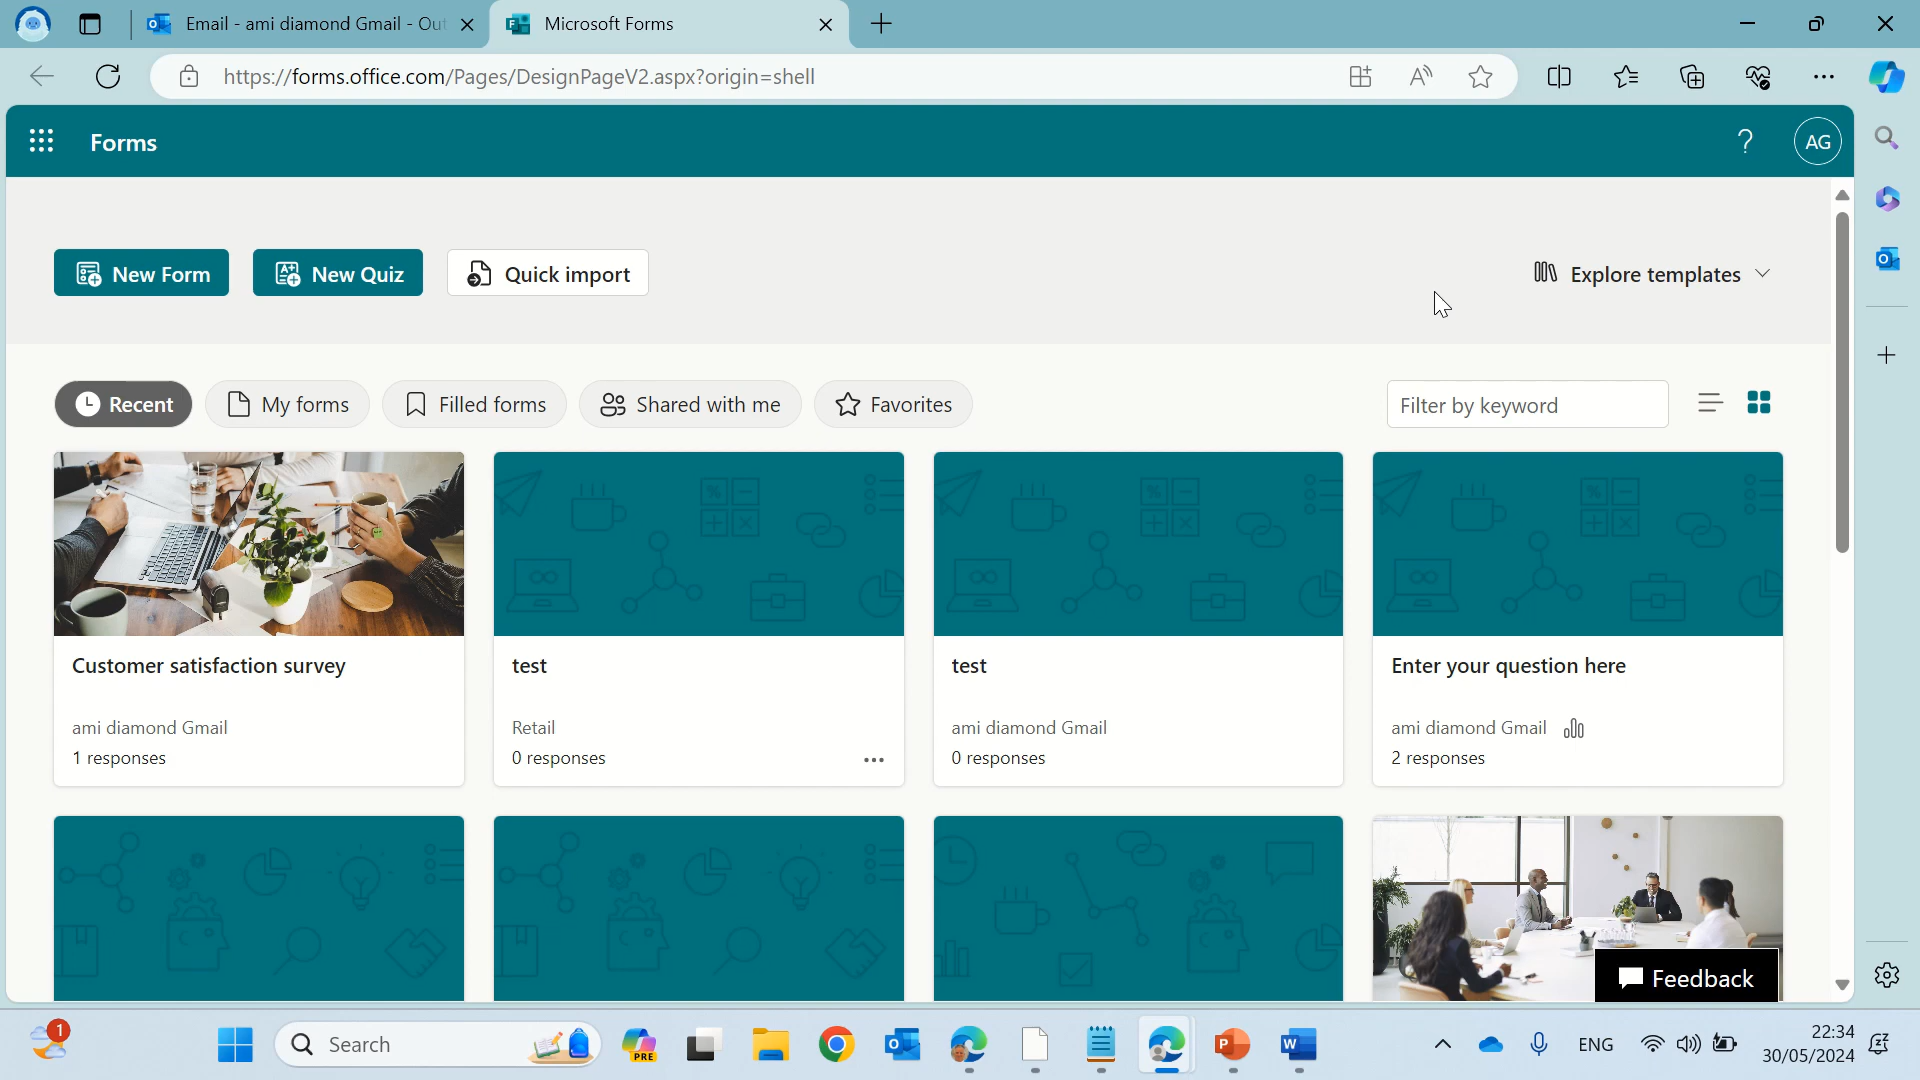 Email - ami diamond Gmail - Out
Microsoft Forms
https://forms.office.com/Pages/DesignPageV2.aspx?origin=shell
Forms
?
AG
New Form
New Quiz
Quick import
Explore templates
Recent
My forms
Filled forms
Shared with me
Favorites
Filter by keyword
Customer satisfaction survey
ami diamond Gmail
1 responses
test
Retail
0 responses
test
ami diamond Gmail
0 responses
Enter your question here
ami diamond Gmail
2 responses
Feedback
1
Search
PRE
ENG
22:34
30/05/2024